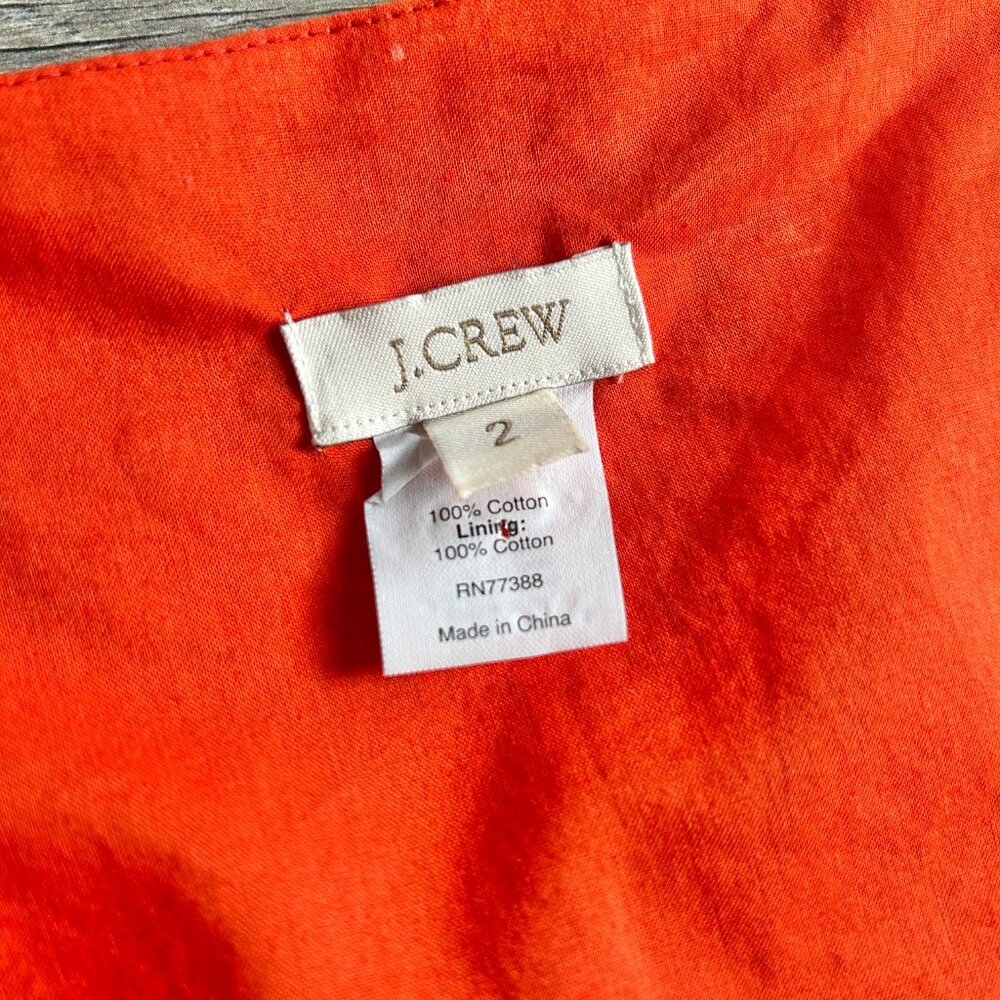 J.CREW
2
100% Cotton
Lining:
100% Cotton
RN77388
Made in China